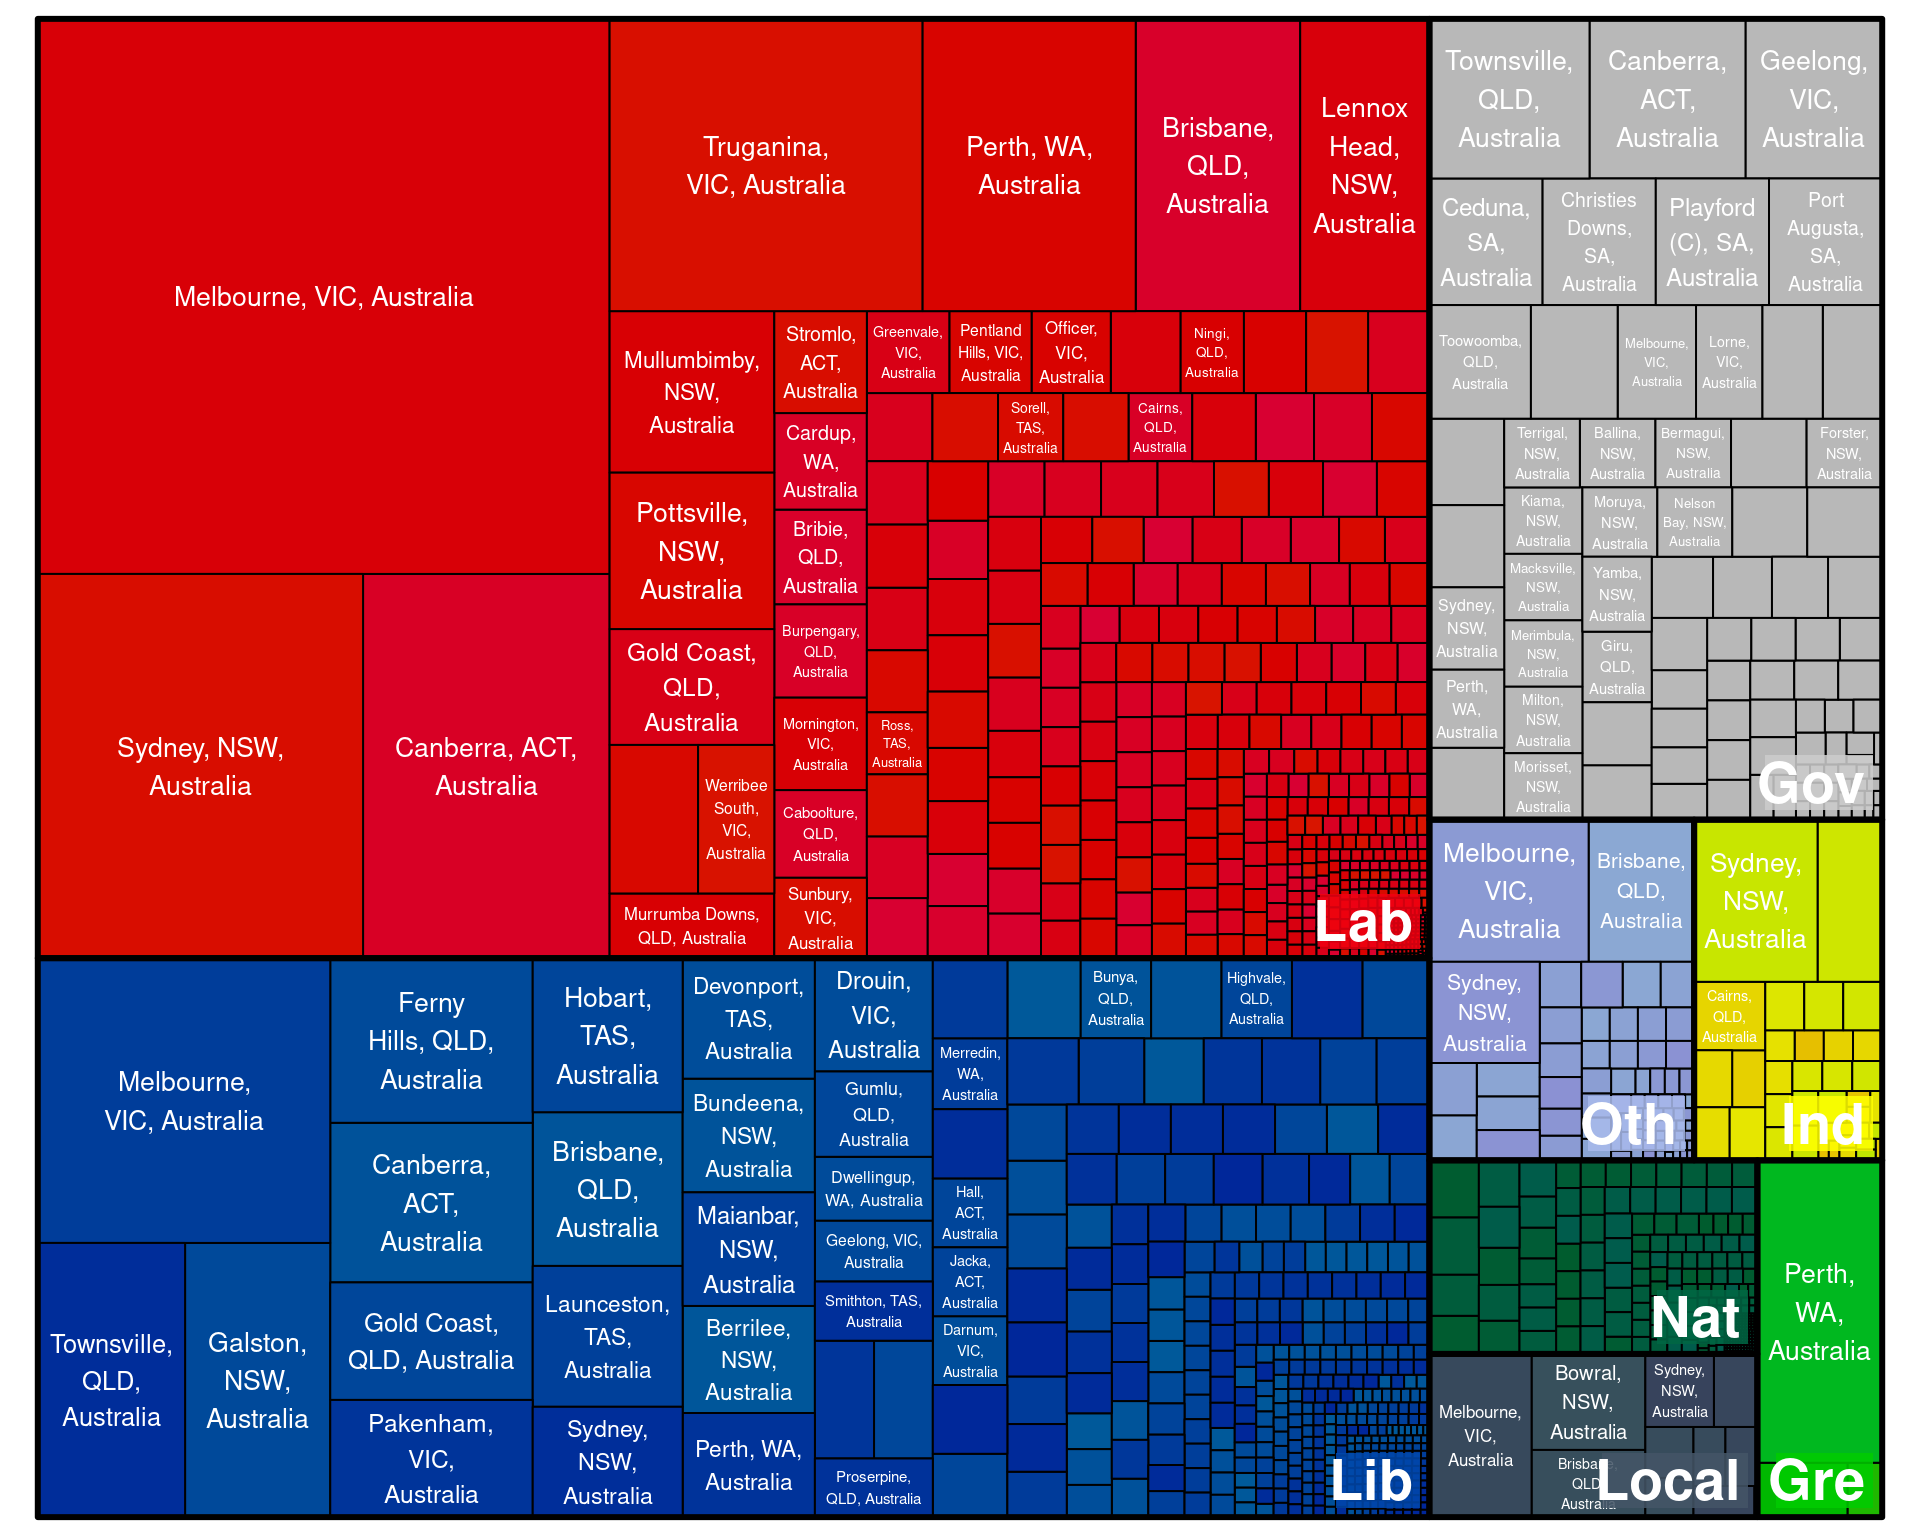 Melbourne, VIC, Australia
Sydney, NSW,
Australia
Canberra, ACT,
Australia
Truganina,
VIC, Australia
Perth, WA,
Australia
Brisbane,
QLD,
Australia
Lennox
Head,
NSW,
Australia
Mullumbimby,
NSW,
Australia
Pottsville,
NSW,
Australia
Gold Coast,
QLD,
Australia
Werribee
South,
VIC,
Australia
Murrumba Downs,
QLD, Australia
Stromlo,
ACT,
Australia
Cardup,
WA,
Australia
Bribie,
QLD,
Australia
Burpengary,
QLD,
Australia
Mornington,
VIC,
Australia
Caboolture,
QLD,
Australia
Sunbury,
VIC,
Australia
Greenvale,
VIC,
Australia
Pentland
Hills, VIC,
Australia
Officer,
VIC,
Australia
Ningi,
QLD,
Australia
Sorell,
TAS,
Australia
Cairns,
QLD,
Australia
Ross,
TAS,
Australia
Lab
Townsville,
QLD,
Australia
Canberra,
ACT,
Australia
Geelong,
VIC,
Australia
Ceduna,
SA,
Australia
Christies
Downs,
SA,
Australia
Playford
(C), SA,
Australia
Port
Augusta,
SA,
Australia
Toowoomba,
QLD,
Australia
Melbourne,
VIC,
Australia
Lorne,
VIC,
Australia
Terrigal,
NSW,
Australia
Ballina,
NSW,
Australia
Bermagui,
NSW,
Australia
Forster,
NSW,
Australia
Kiama,
NSW,
Australia
Moruya,
NSW,
Australia
Nelson
Bay, NSW,
Australia
Macksville,
NSW,
Australia
Yamba,
NSW,
Australia
Sydney,
NSW,
Australia
Merimbula,
NSW,
Australia
Giru,
QLD,
Australia
Perth,
WA,
Australia
Milton,
NSW,
Australia
Morisset,
NSW,
Australia
Gov
Melbourne,
VIC, Australia
Townsville,
QLD,
Australia
Galston,
NSW,
Australia
Ferny
Hills, QLD,
Australia
Canberra,
ACT,
Australia
Gold Coast,
QLD, Australia
Pakenham,
VIC,
Australia
Hobart,
TAS,
Australia
Brisbane,
QLD,
Australia
Launceston,
TAS,
Australia
Sydney,
NSW,
Australia
Devonport,
TAS,
Australia
Bundeena,
NSW,
Australia
Maianbar,
NSW,
Australia
Berrilee,
NSW,
Australia
Perth, WA,
Australia
Drouin,
VIC,
Australia
Gumlu,
QLD,
Australia
Dwellingup,
WA, Australia
Geelong, VIC,
Australia
Smithton, TAS,
Australia
Proserpine,
QLD, Australia
Merredin,
WA,
Australia
Hall,
ACT,
Australia
Jacka,
ACT,
Australia
Darnum,
VIC,
Australia
Bunya,
QLD,
Australia
Highvale,
QLD,
Australia
Lib
Melbourne,
VIC,
Australia
Brisbane,
QLD,
Australia
Sydney,
NSW,
Australia
Oth
Sydney,
NSW,
Australia
Cairns,
QLD,
Australia
Ind
Nat
Melbourne,
VIC,
Australia
Bowral,
NSW,
Australia
Sydney,
NSW,
Australia
Brisbane,
QLD,
Australia
Local
Perth,
WA,
Australia
Gre